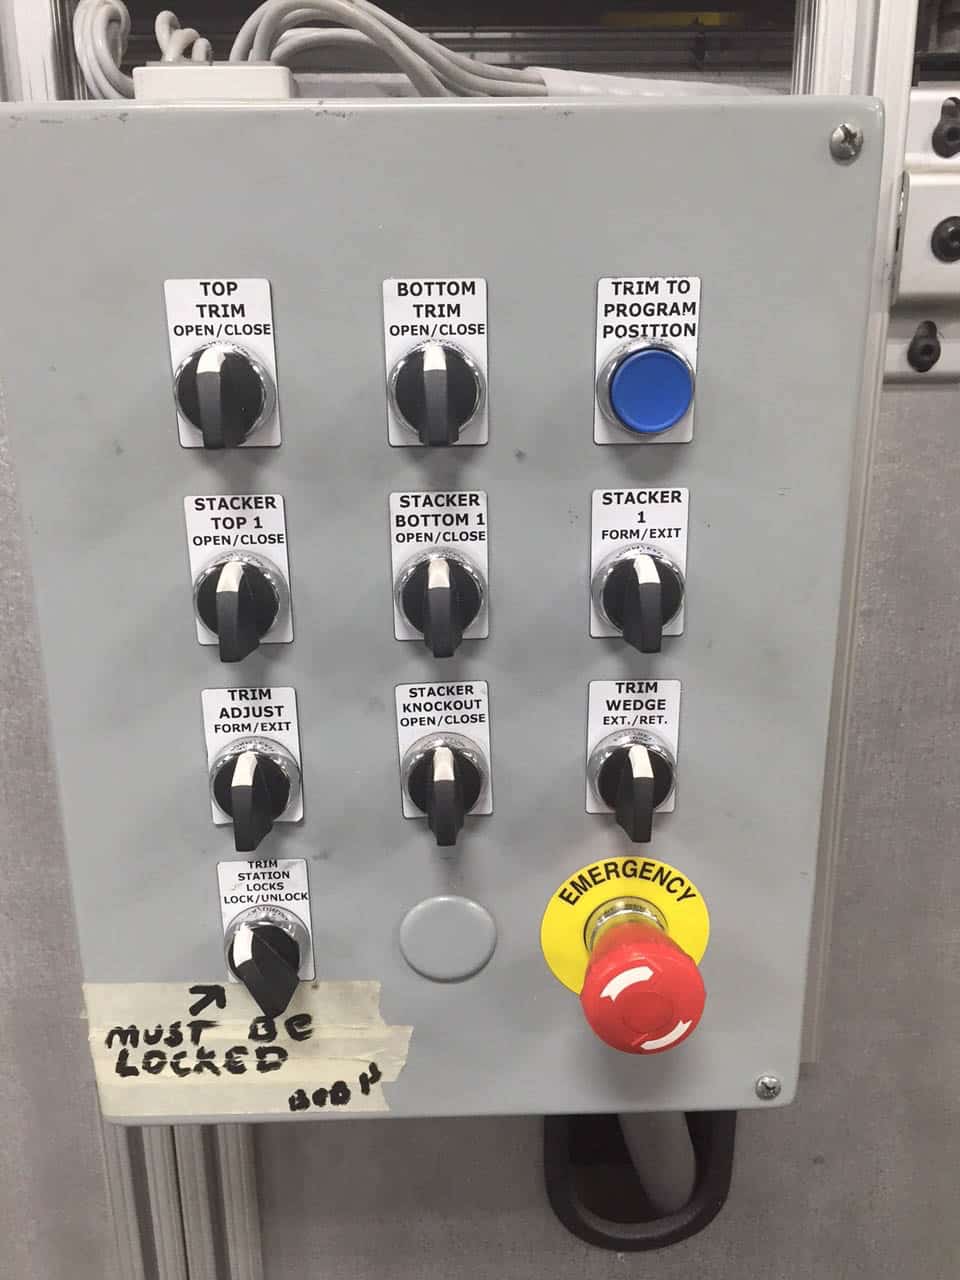 TOP
TRIM
OPEN/CLOSE
BOTTOM
TRIM
OPEN/CLOSE
TRIM TO
PROGRAM
POSITION
STACKER
TOP 1
OPEN/CLOSE
STACKER
BOTTOM 1
OPEN/CLOSE
STACKER
1
FORM/EXIT
TRIM
ADJUST
FORM/EXIT
STACKER
KNOCKOUT
OPEN/CLOSE
TRIM
WEDGE
EXT./RET.
TRIM
STATION
LOCKS
LOCK/UNLOCK
EMERGENCY
MUST BE
LOCKED
BOB